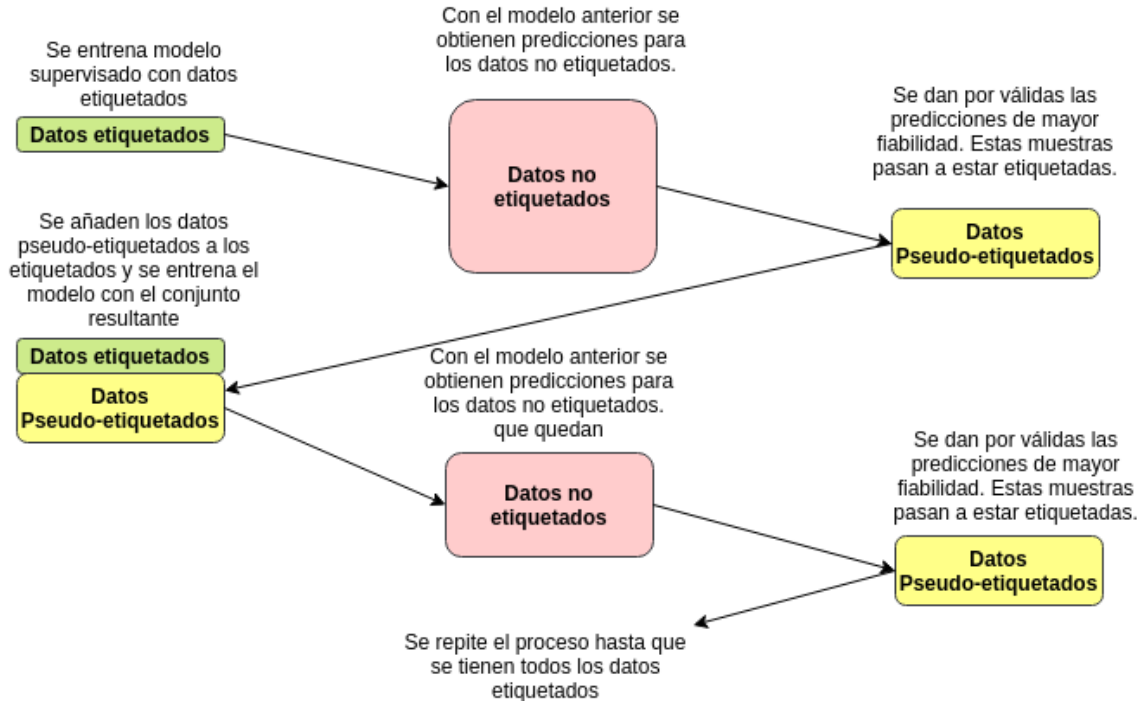 Se entrena modelo
supervisado con datos
etiquetados
Datos etiquetados
Con el modelo anterior se
obtienen predicciones para
los datos no etiquetados.
Datos no
etiquetados
Se dan por válidas las
predicciones de mayor
fiabilidad. Estas muestras
pasan a estar etiquetadas.
Datos
Pseudo-etiquetados
Se añaden los datos
pseudo-etiquetados a los
etiquetados y se entrena el
modelo con el conjunto
resultante
Datos etiquetados
Datos
Pseudo-etiquetados
Con el modelo anterior se
obtienen predicciones para
los datos no etiquetados.
que quedan
Datos no
etiquetados
Se dan por válidas las
predicciones de mayor
fiabilidad. Estas muestras
pasan a estar etiquetadas.
Datos
Pseudo-etiquetados
Se repite el proceso hasta que
se tienen todos los datos
etiquetados